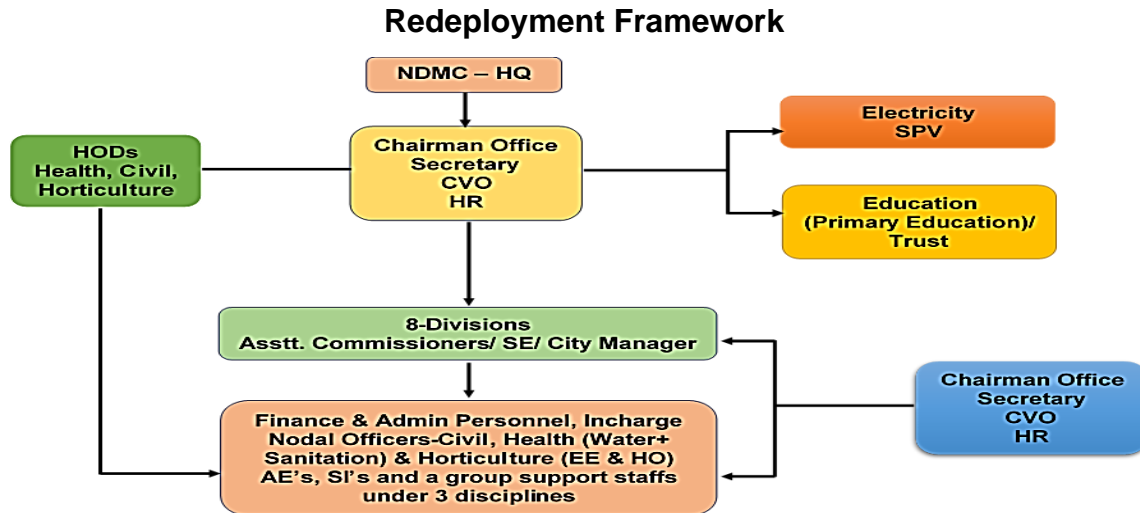 Redeployment Framework
NDMC – HQ
Chairman Office
Secretary
CVO
HR
Electricity
SPV
HODs
Health, Civil,
Horticulture
Education
(Primary Education)/
Trust
8-Divisions
Asstt. Commissioners/ SE/ City Manager
Chairman Office
Secretary
CVO
HR
Finance & Admin Personnel, Incharge
Nodal Officers-Civil, Health (Water+
Sanitation) & Horticulture (EE & HO)
AE's, SI's and a group support staffs
under 3 disciplines